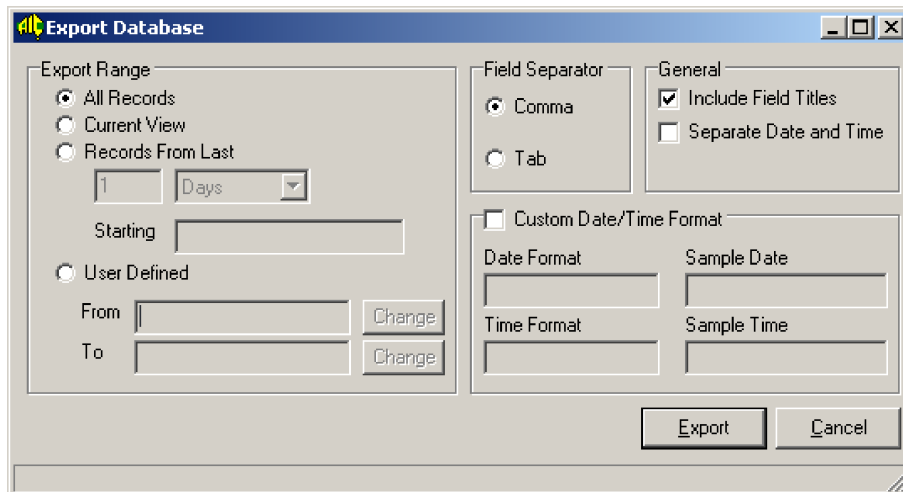 AIC Export Database
Export Range
All Records
Current View
Records From Last
1 Days
Starting
User Defined
From Change
To Change
Field Separator
Comma
Tab
General
Include Field Titles
Separate Date and Time
Custom Date/Time Format
Date Format Sample Date
Time Format Sample Time
Export Cancel